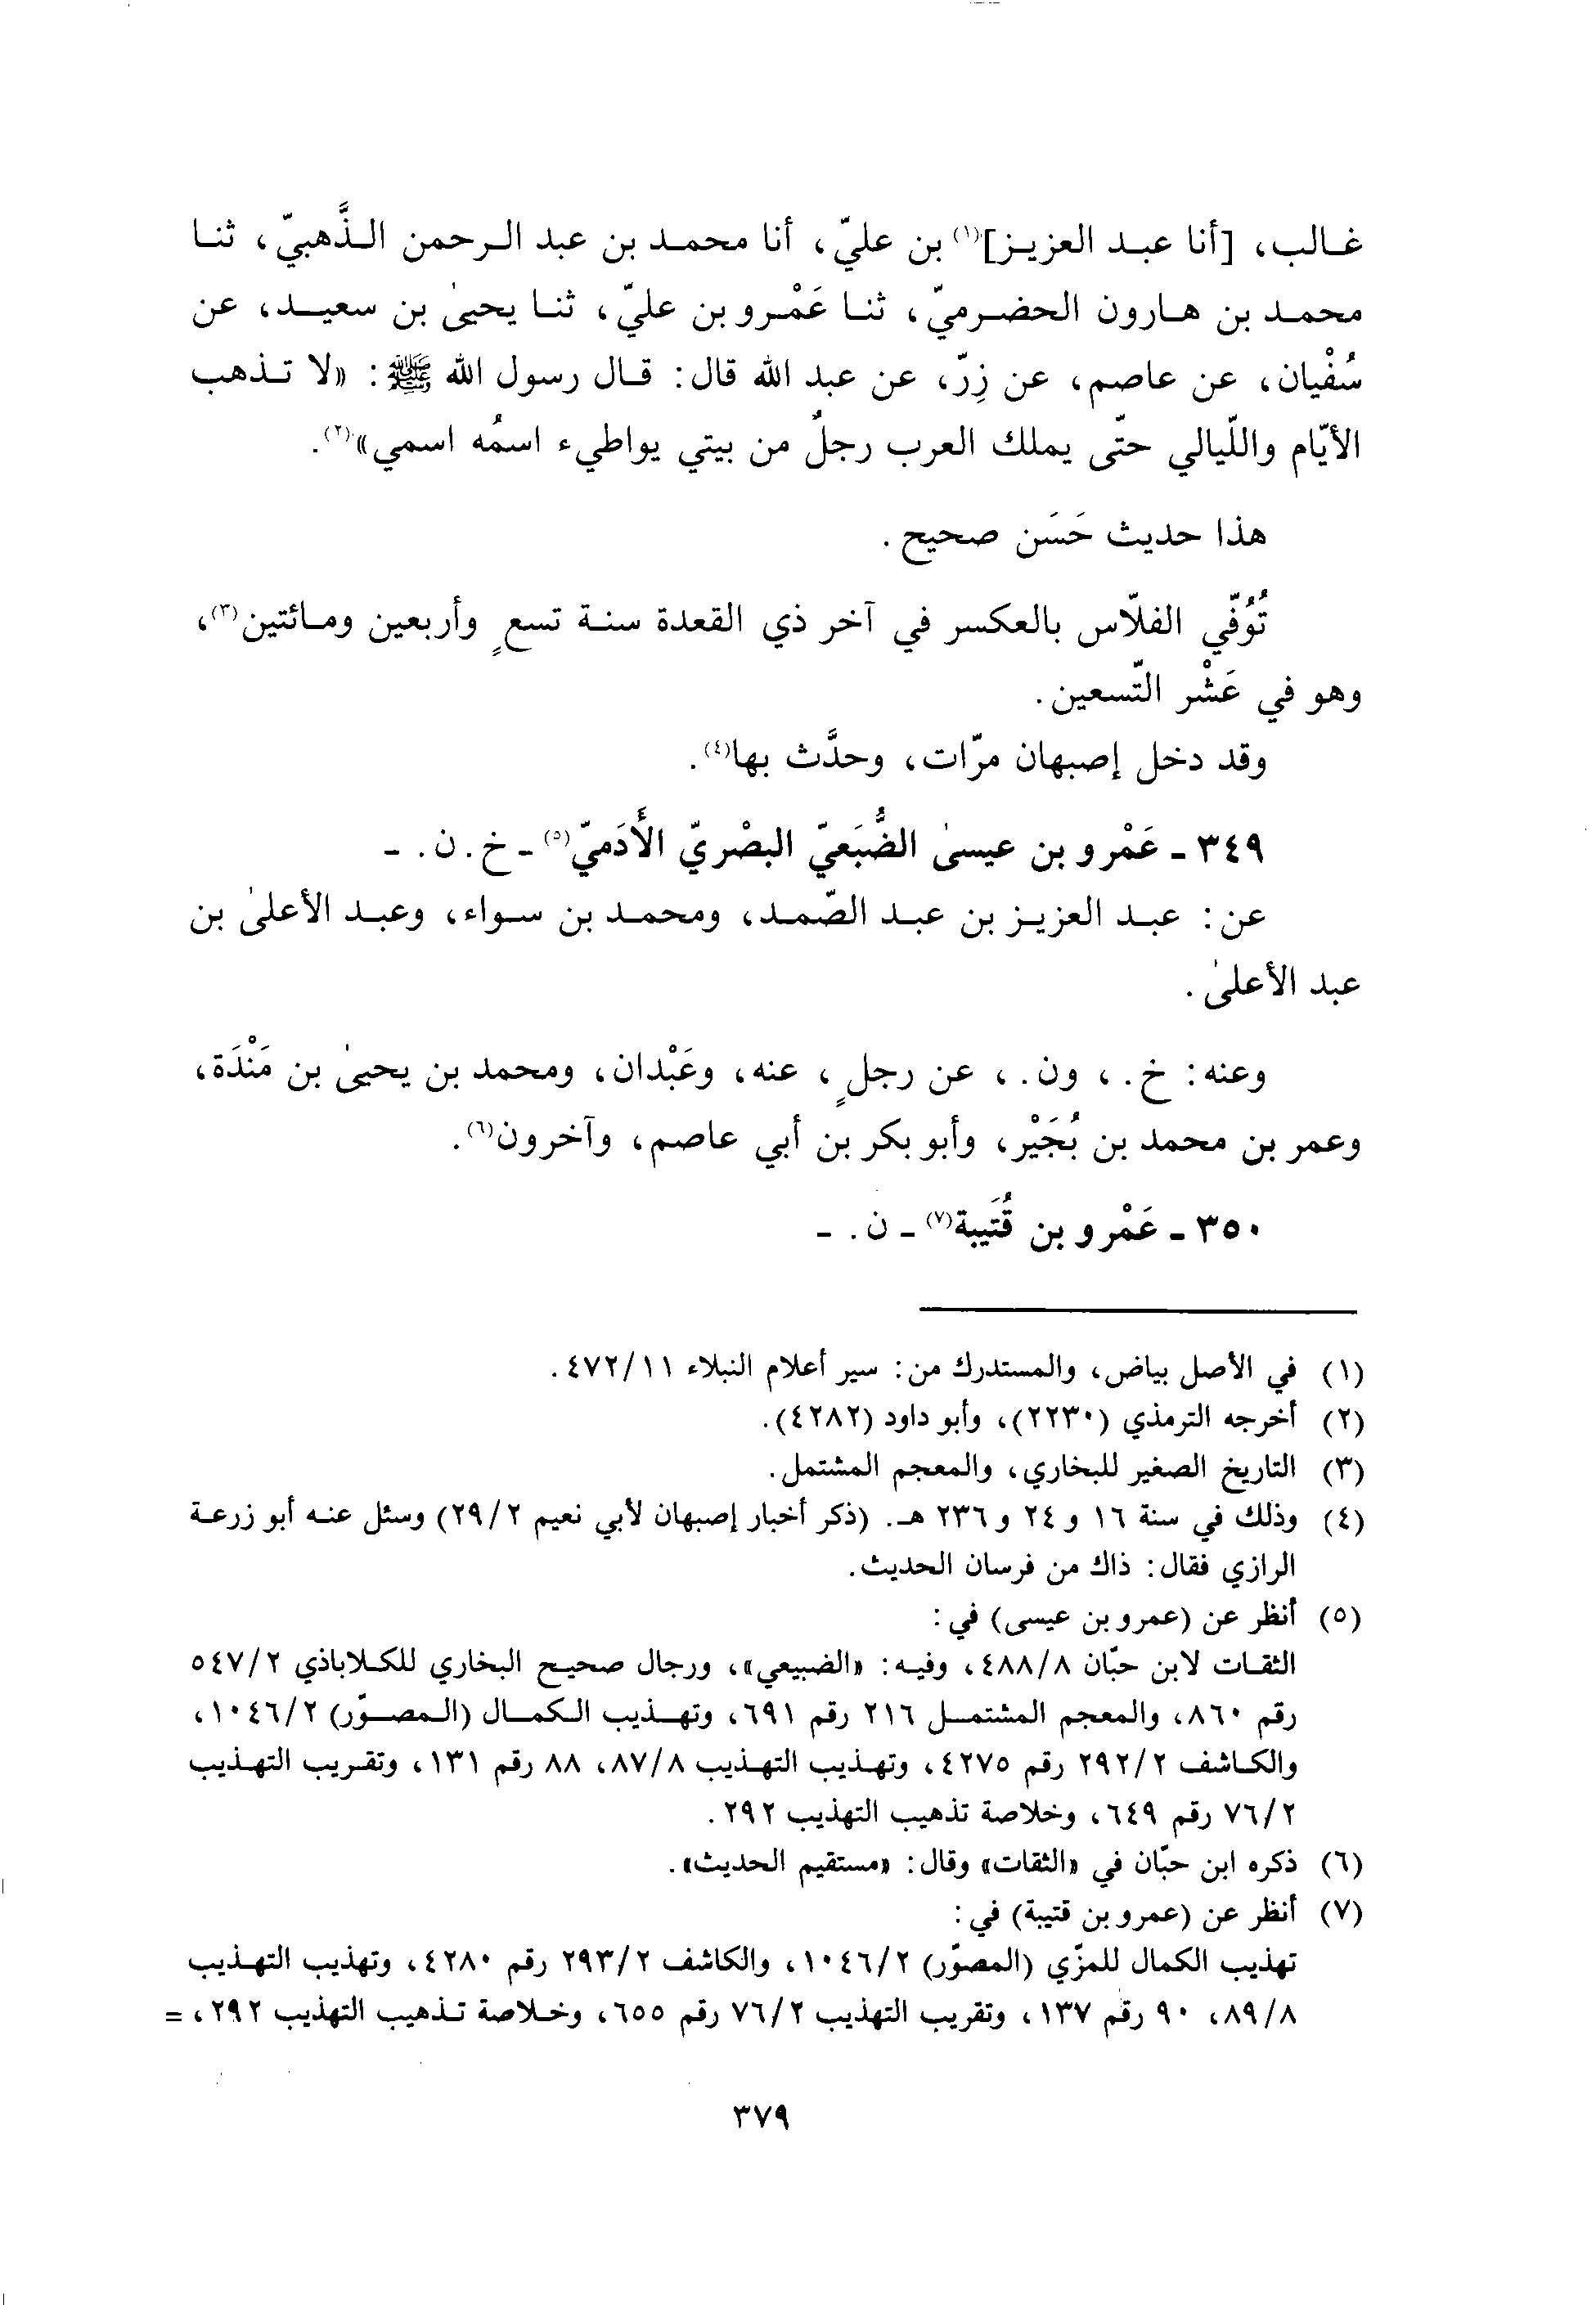 غالب، [أنا عبد العزيز]⁽¹⁾ بن عليّ، أنا محمد بن عبد الرحمن الذَّهبيّ، ثنا
محمد بن هارون الحضرميّ، ثنا عَمْرو بن عليّ، ثنا يحيىٰ بن سعيد، عن
سُفْيان، عن عاصم، عن زِرّ، عن عبد الله قال: قال رسول الله ﷺ: «لا تذهب
الأيّام واللّيالي حتّى يملك العرب رجلٌ من بيتي يواطيء اسمُه اسمي»(٢).
هذا حديث حَسَن صحيح.
تُوُفّي الفلاّس بالعكسر في آخر ذي القعدة سنة تسعٍ وأربعين ومائتين(٣)،
وهو في عَشْر التّسعين.
وقد دخل إصبهان مرّات، وحدَّث بها(٤).
٣٤٩ - عَمْرو بن عيسىٰ الضُّبَعيّ البصْريّ الأَدَميّ(٥) - خ. ن. -
عن: عبد العزيز بن عبد الصّمد، ومحمد بن سواء، وعبد الأعلىٰ بن
عبد الأعلىٰ.
وعنه: خ.، ون.، عن رجلٍ، عنه، وعَبْدان، ومحمد بن يحيىٰ بن مَنْدَة،
وعمر بن محمد بن بُجَيْر، وأبو بكر بن أبي عاصم، وآخرون(٦).
٣٥٠ - عَمْرو بن قُتَيبة(٧) - ن. -
(١) في الأصل بياض، والمستدرك من: سير أعلام النبلاء ٤٧٢/١١.
(٢) أخرجه الترمذي (٢٢٣٠)، وأبو داود (٤٢٨٢).
(٣) التاريخ الصغير للبخاري، والمعجم المشتمل.
(٤) وذلك في سنة ١٦ و ٢٤ و ٢٣٦ هـ. (ذكر أخبار إصبهان لأبي نعيم ٢٩/٢) وسئل عنه أبو زرعة
الرازي فقال: ذاك من فرسان الحديث.
(٥) أنظر عن (عمرو بن عيسى) في:
الثقات لابن حبّان ٤٨٨/٨، وفيه: «الضبيعي»، ورجال صحيح البخاري للكلاباذي ٥٤٧/٢
رقم ٨٦٠، والمعجم المشتمل ٢١٦ رقم ٦٩١، وتهذيب الكمال (المصوّر) ١٠٤٦/٢،
والكاشف ٢٩٢/٢ رقم ٤٢٧٥، وتهذيب التهذيب ٨٧/٨، ٨٨ رقم ١٣١، وتقريب التهذيب
٧٦/٢ رقم ٦٤٩، وخلاصة تذهيب التهذيب ٢٩٢.
(٦) ذكره ابن حبّان في «الثقات» وقال: «مستقيم الحديث».
(٧) أنظر عن (عمرو بن قتيبة) في:
تهذيب الكمال للمزّي (المصوّر) ١٠٤٦/٢، والكاشف ٢٩٣/٢ رقم ٤٢٨٠، وتهذيب التهذيب
٨٩/٨، ٩٠ رقم ١٣٧، وتقريب التهذيب ٧٦/٢ رقم ٦٥٥، وخلاصة تذهيب التهذيب ٢٩٢، =
٣٧٩